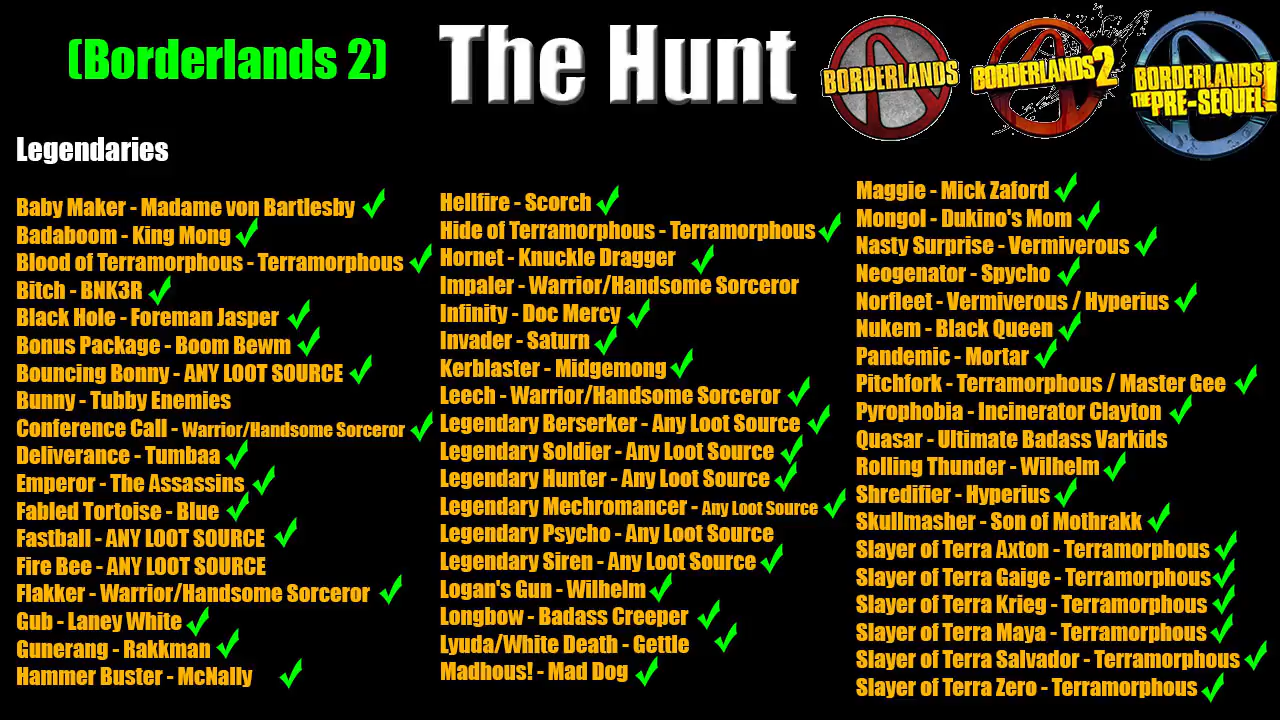 (Borderlands 2)
The Hunt
BORDERLANDS
BORDERLANDS 2
BORDERLANDS
THE PRE-SEQUEL!
Legendaries
Baby Maker - Madame von Bartlesby
Badaboom - King Mong
Blood of Terramorphous - Terramorphous
Bitch - BNK3R
Black Hole - Foreman Jasper
Bonus Package - Boom Bewm
Bouncing Bonny - ANY LOOT SOURCE
Bunny - Tubby Enemies
Conference Call - Warrior/Handsome Sorceror
Deliverance - Tumbaa
Emperor - The Assassins
Fabled Tortoise - Blue
Fastball - ANY LOOT SOURCE
Fire Bee - ANY LOOT SOURCE
Flakker - Warrior/Handsome Sorceror
Gub - Laney White
Gunerang - Rakkman
Hammer Buster - McNally
Hellfire - Scorch
Hide of Terramorphous - Terramorphous
Hornet - Knuckle Dragger
Impaler - Warrior/Handsome Sorceror
Infinity - Doc Mercy
Invader - Saturn
Kerblaster - Midgemong
Leech - Warrior/Handsome Sorceror
Legendary Berserker - Any Loot Source
Legendary Soldier - Any Loot Source
Legendary Hunter - Any Loot Source
Legendary Mechromancer - Any Loot Source
Legendary Psycho - Any Loot Source
Legendary Siren - Any Loot Source
Logan's Gun - Wilhelm
Longbow - Badass Creeper
Lyuda/White Death - Gettle
Madhous! - Mad Dog
Maggie - Mick Zaford
Mongol - Dukino's Mom
Nasty Surprise - Vermiverous
Neogenator - Spycho
Norfleet - Vermiverous / Hyperius
Nukem - Black Queen
Pandemic - Mortar
Pitchfork - Terramorphous / Master Gee
Pyrophobia - Incinerator Clayton
Quasar - Ultimate Badass Varkids
Rolling Thunder - Wilhelm
Shredifier - Hyperius
Skullmasher - Son of Mothrakk
Slayer of Terra Axton - Terramorphous
Slayer of Terra Gaige - Terramorphous
Slayer of Terra Krieg - Terramorphous
Slayer of Terra Maya - Terramorphous
Slayer of Terra Salvador - Terramorphous
Slayer of Terra Zero - Terramorphous